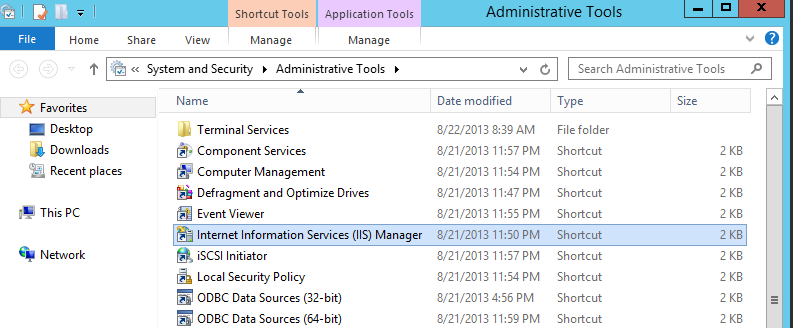 Shortcut Tools Application Tools Administrative Tools
File Home Share View Manage Manage
« System and Security Administrative Tools Search Administrative Tools
Name Date modified Type Size
Favorites
Desktop
Downloads
Recent places
This PC
Network
Terminal Services 8/22/2013 8:39 AM File folder
Component Services 8/21/2013 11:57 PM Shortcut 2 KB
Computer Management 8/21/2013 11:54 PM Shortcut 2 KB
Defragment and Optimize Drives 8/21/2013 11:47 PM Shortcut 2 KB
Event Viewer 8/21/2013 11:55 PM Shortcut 2 KB
Internet Information Services (IIS) Manager 8/21/2013 11:50 PM Shortcut 2 KB
iSCSI Initiator 8/21/2013 11:57 PM Shortcut 2 KB
Local Security Policy 8/21/2013 11:54 PM Shortcut 2 KB
ODBC Data Sources (32-bit) 8/21/2013 4:56 PM Shortcut 2 KB
ODBC Data Sources (64-bit) 8/21/2013 11:59 PM Shortcut 2 KB